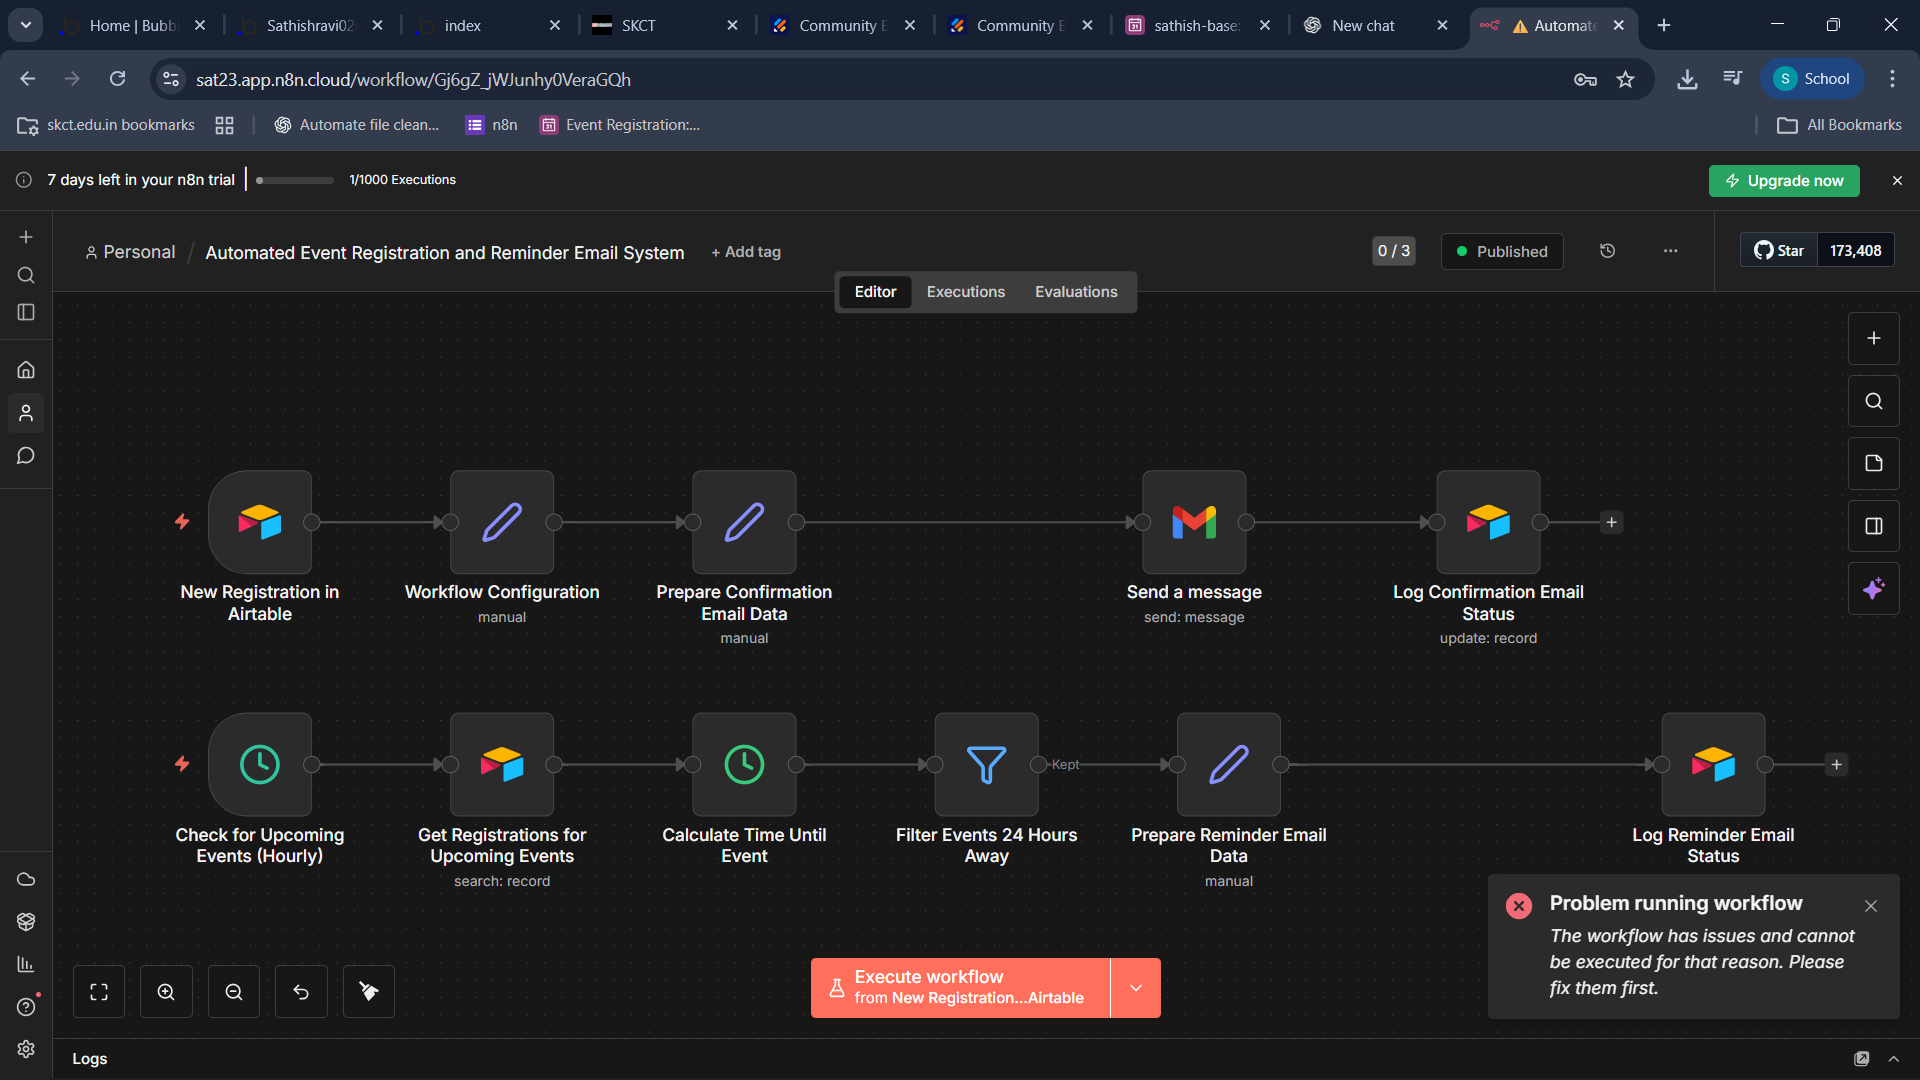 Home | Bubbl
Sathishravi02
index
SKCT
Community E
Community E
sathish-base:
New chat
Automate
sat23.app.n8n.cloud/workflow/Gj6gZ_jWJunhy0VeraGQh
S School
skct.edu.in bookmarks
Automate file clean...
n8n
Event Registration:...
All Bookmarks
7 days left in your n8n trial
1/1000 Executions
Upgrade now
Personal / Automated Event Registration and Reminder Email System
+ Add tag
0 / 3
Published
Star
173,408
Editor
Executions
Evaluations
New Registration in
Airtable
Workflow Configuration
manual
Prepare Confirmation
Email Data
manual
Send a message
send: message
Log Confirmation Email
Status
update: record
Check for Upcoming
Events (Hourly)
Get Registrations for
Upcoming Events
search: record
Calculate Time Until
Event
Filter Events 24 Hours
Away
Kept
Prepare Reminder Email
Data
manual
Log Reminder Email
Status
Problem running workflow
The workflow has issues and cannot
be executed for that reason. Please
fix them first.
Execute workflow
from New Registration...Airtable
Logs